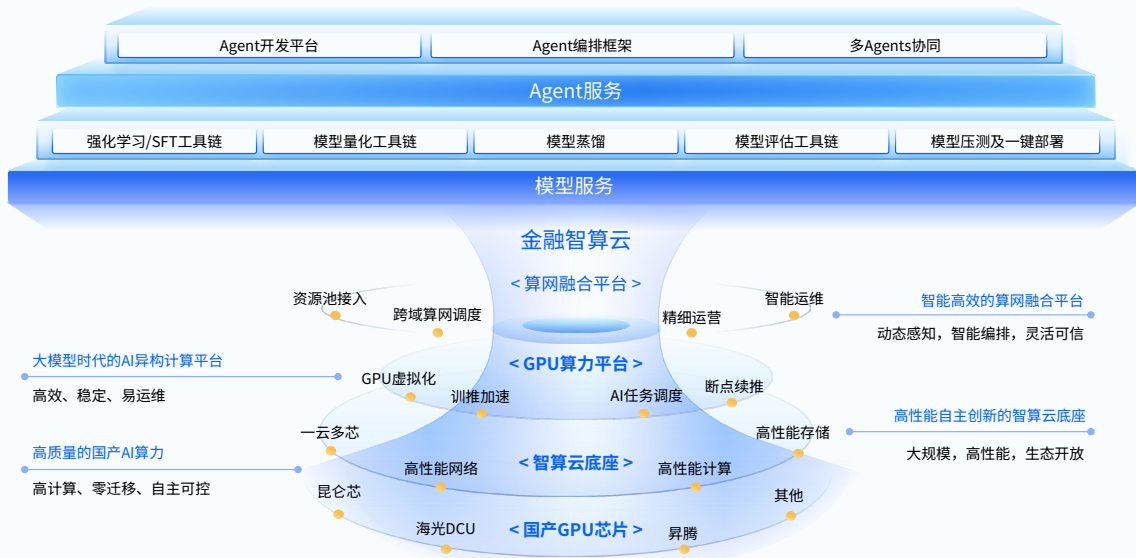 Agent开发平台
Agent编排框架
多Agents协同
Agent服务
强化学习/SFT工具链
模型量化工具链
模型蒸馏
模型评估工具链
模型压测及一键部署
模型服务
金融智算云
< 算网融合平台 >
资源池接入
跨域算网调度
精细运营
智能运维
智能高效的算网融合平台
动态感知，智能编排，灵活可信
大模型时代的AI异构计算平台
高效、稳定、易运维
< GPU算力平台 >
GPU虚拟化
训推加速
AI任务调度
断点续推
高性能自主创新的智算云底座
大规模，高性能，生态开放
一云多芯
高性能网络
< 智算云底座 >
高性能计算
高性能存储
高质量的国产AI算力
高计算、零迁移、自主可控
昆仑芯
海光DCU
< 国产GPU芯片 >
昇腾
其他